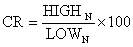 CR = HIGH_N / LOW_N × 100